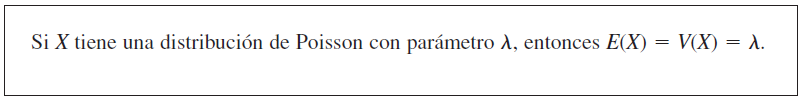 Si X tiene una distribución de Poisson con parámetro λ, entonces E(X) = V(X) = λ.